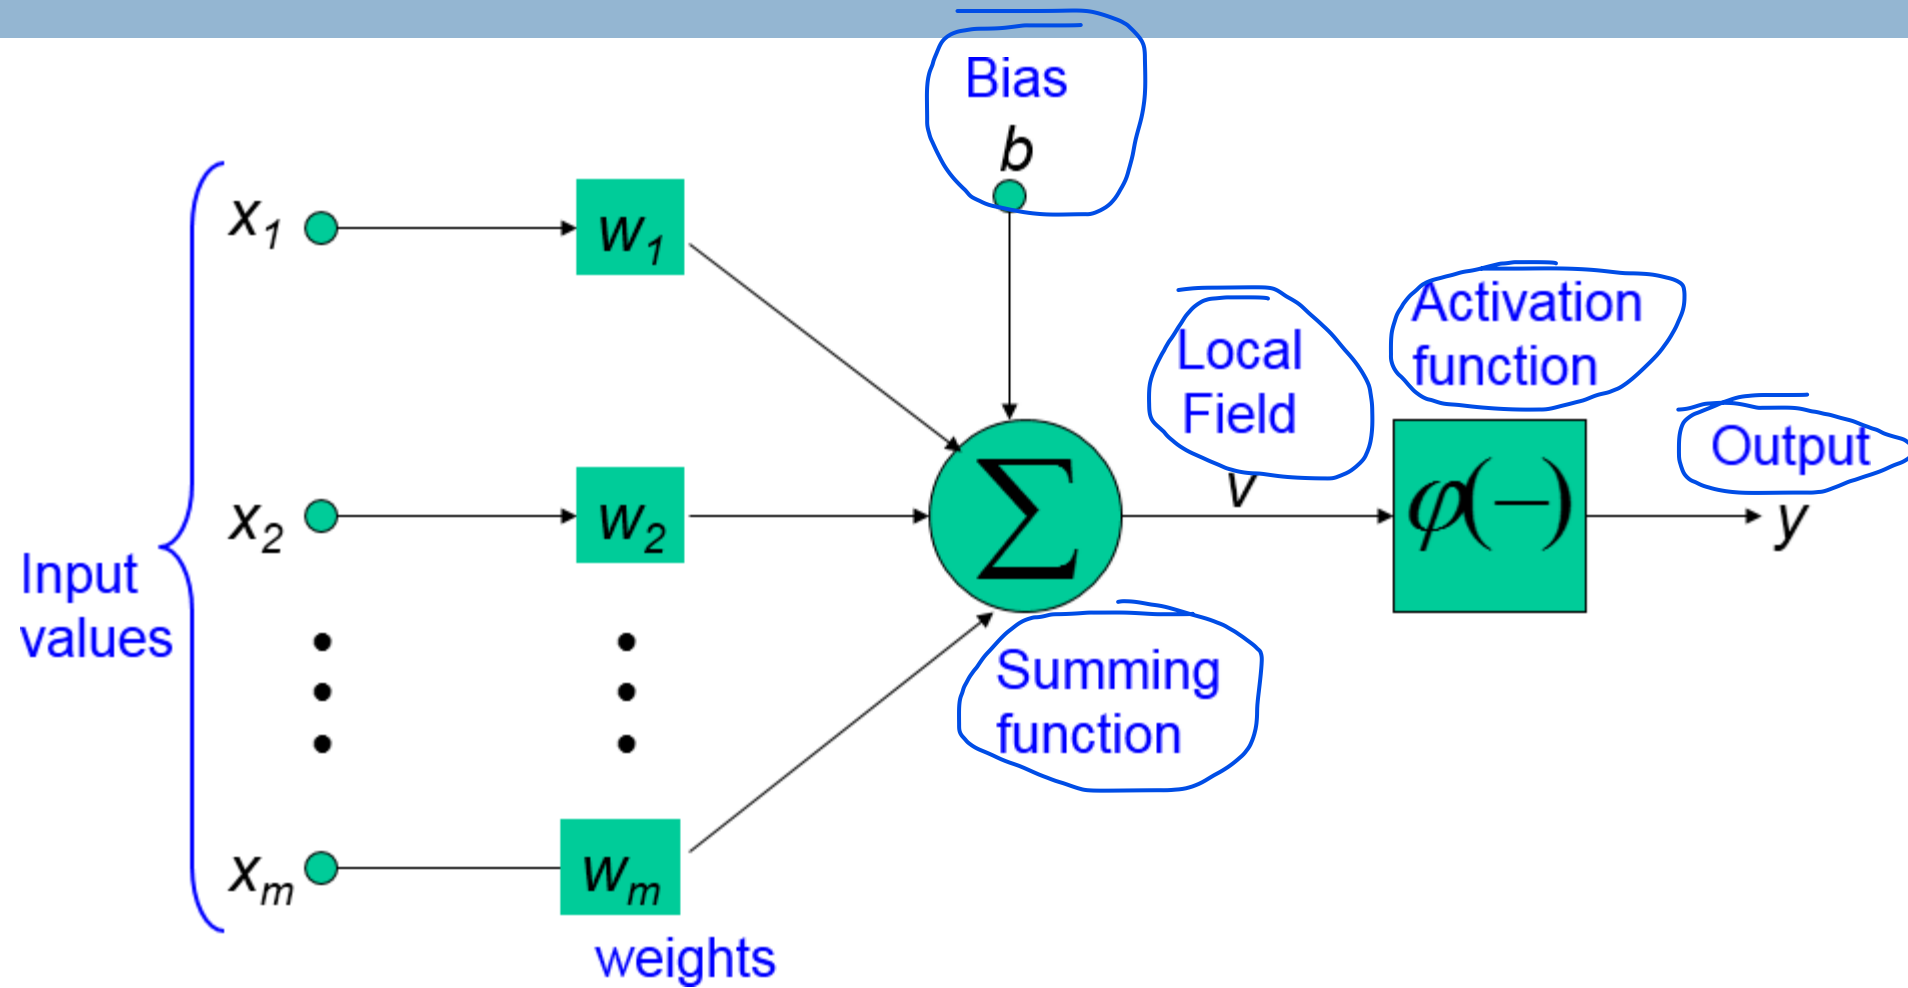 Bias
b
x1
w1
Activation
function
Local
Field
Output
v
x2
w2
∑
φ(−)
y
Input
values
Summing
function
xm
wm
weights